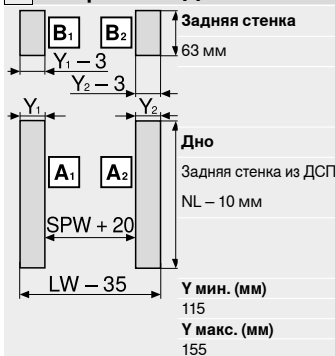 B1 B2
Задняя стенка
63 мм
Y1 – 3
Y2 – 3
Y1 Y2
Дно
A1 A2
Задняя стенка из ДСП
NL – 10 мм
SPW + 20
LW – 35
Y мин. (мм)
115
Y макс. (мм)
155